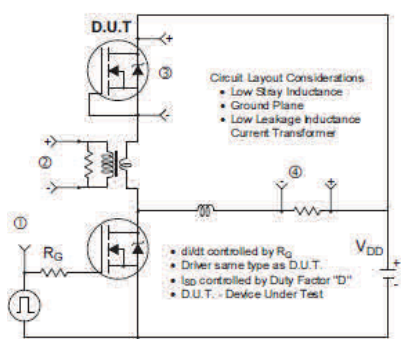 D.U.T
+
③
-
Circuit Layout Considerations
• Low Stray Inductance
• Ground Plane
• Low Leakage Inductance
Current Transformer
+
②
-
④
- +
①
RG
VDD
+
-
• di/dt controlled by RG
• Driver same type as D.U.T.
• ISD controlled by Duty Factor "D"
• D.U.T. - Device Under Test